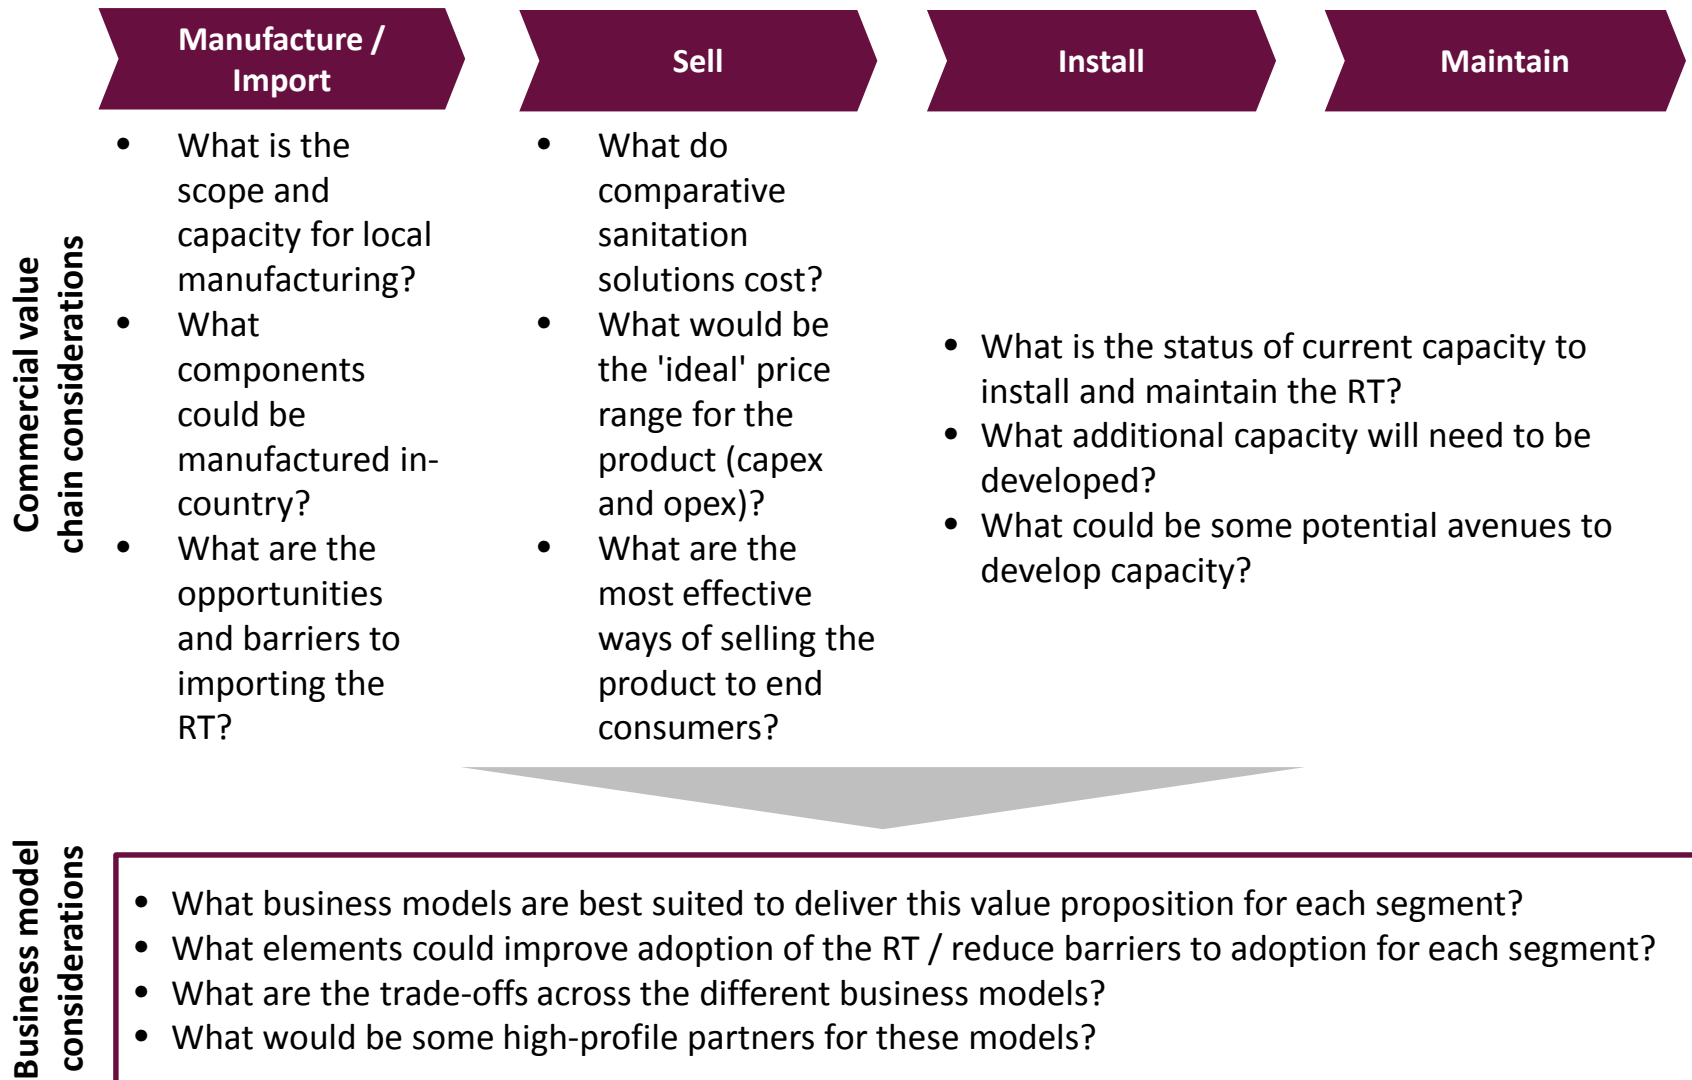 Manufacture /
Import
Sell
Install
Maintain
Commercial value
chain considerations
• What is the
scope and
capacity for local
manufacturing?
• What
components
could be
manufactured in-
country?
• What are the
opportunities
and barriers to
importing the
RT?
• What do
comparative
sanitation
solutions cost?
• What would be
the 'ideal' price
range for the
product (capex
and opex)?
• What are the
most effective
ways of selling the
product to end
consumers?
• What is the status of current capacity to
install and maintain the RT?
• What additional capacity will need to be
developed?
• What could be some potential avenues to
develop capacity?
Business model
considerations
• What business models are best suited to deliver this value proposition for each segment?
• What elements could improve adoption of the RT / reduce barriers to adoption for each segment?
• What are the trade-offs across the different business models?
• What would be some high-profile partners for these models?